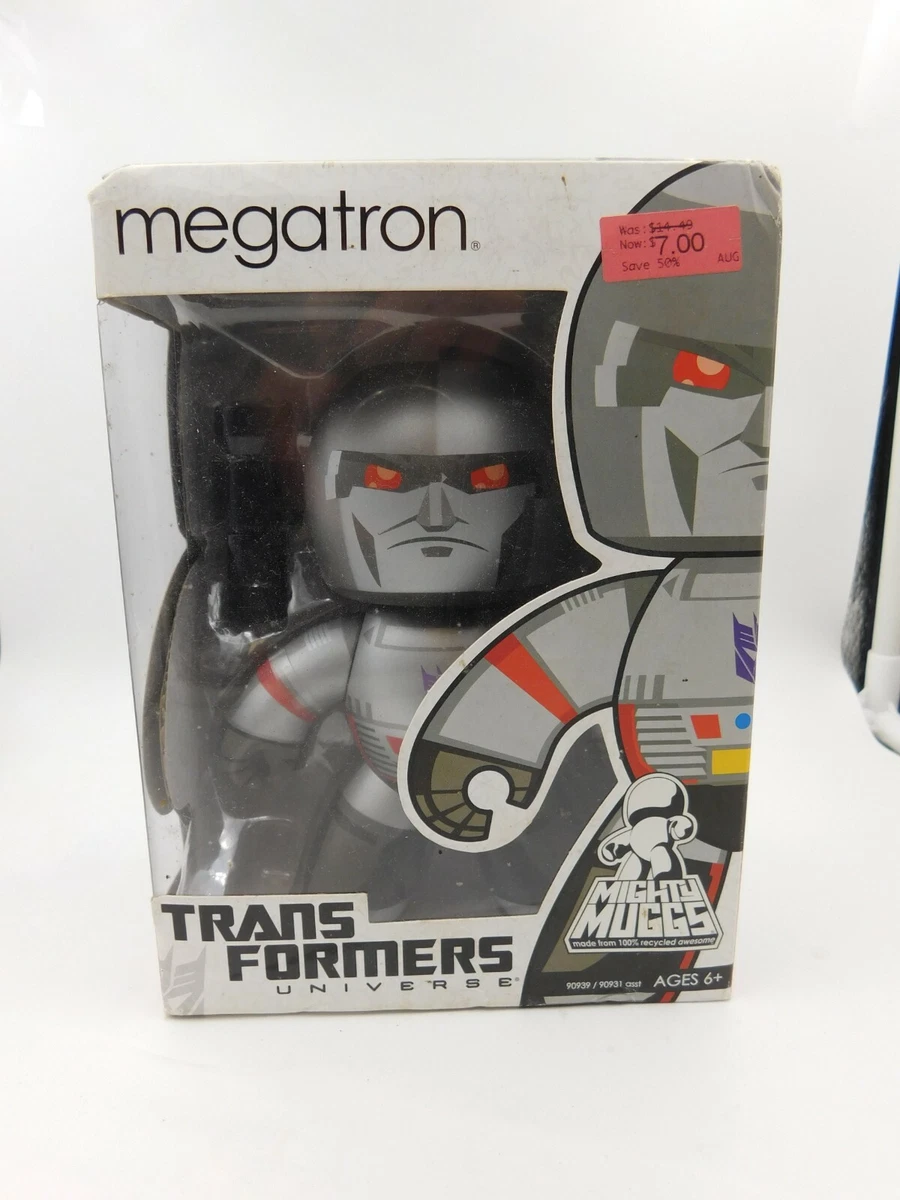 megatron®
Was: $14.49
Now: $7.00
Save 50% AUG
MIGHTY
MUGGS
made from 100% recycled awesome
TRANS
FORMERS
UNIVERSE®
90939 / 90931 asst AGES 6+